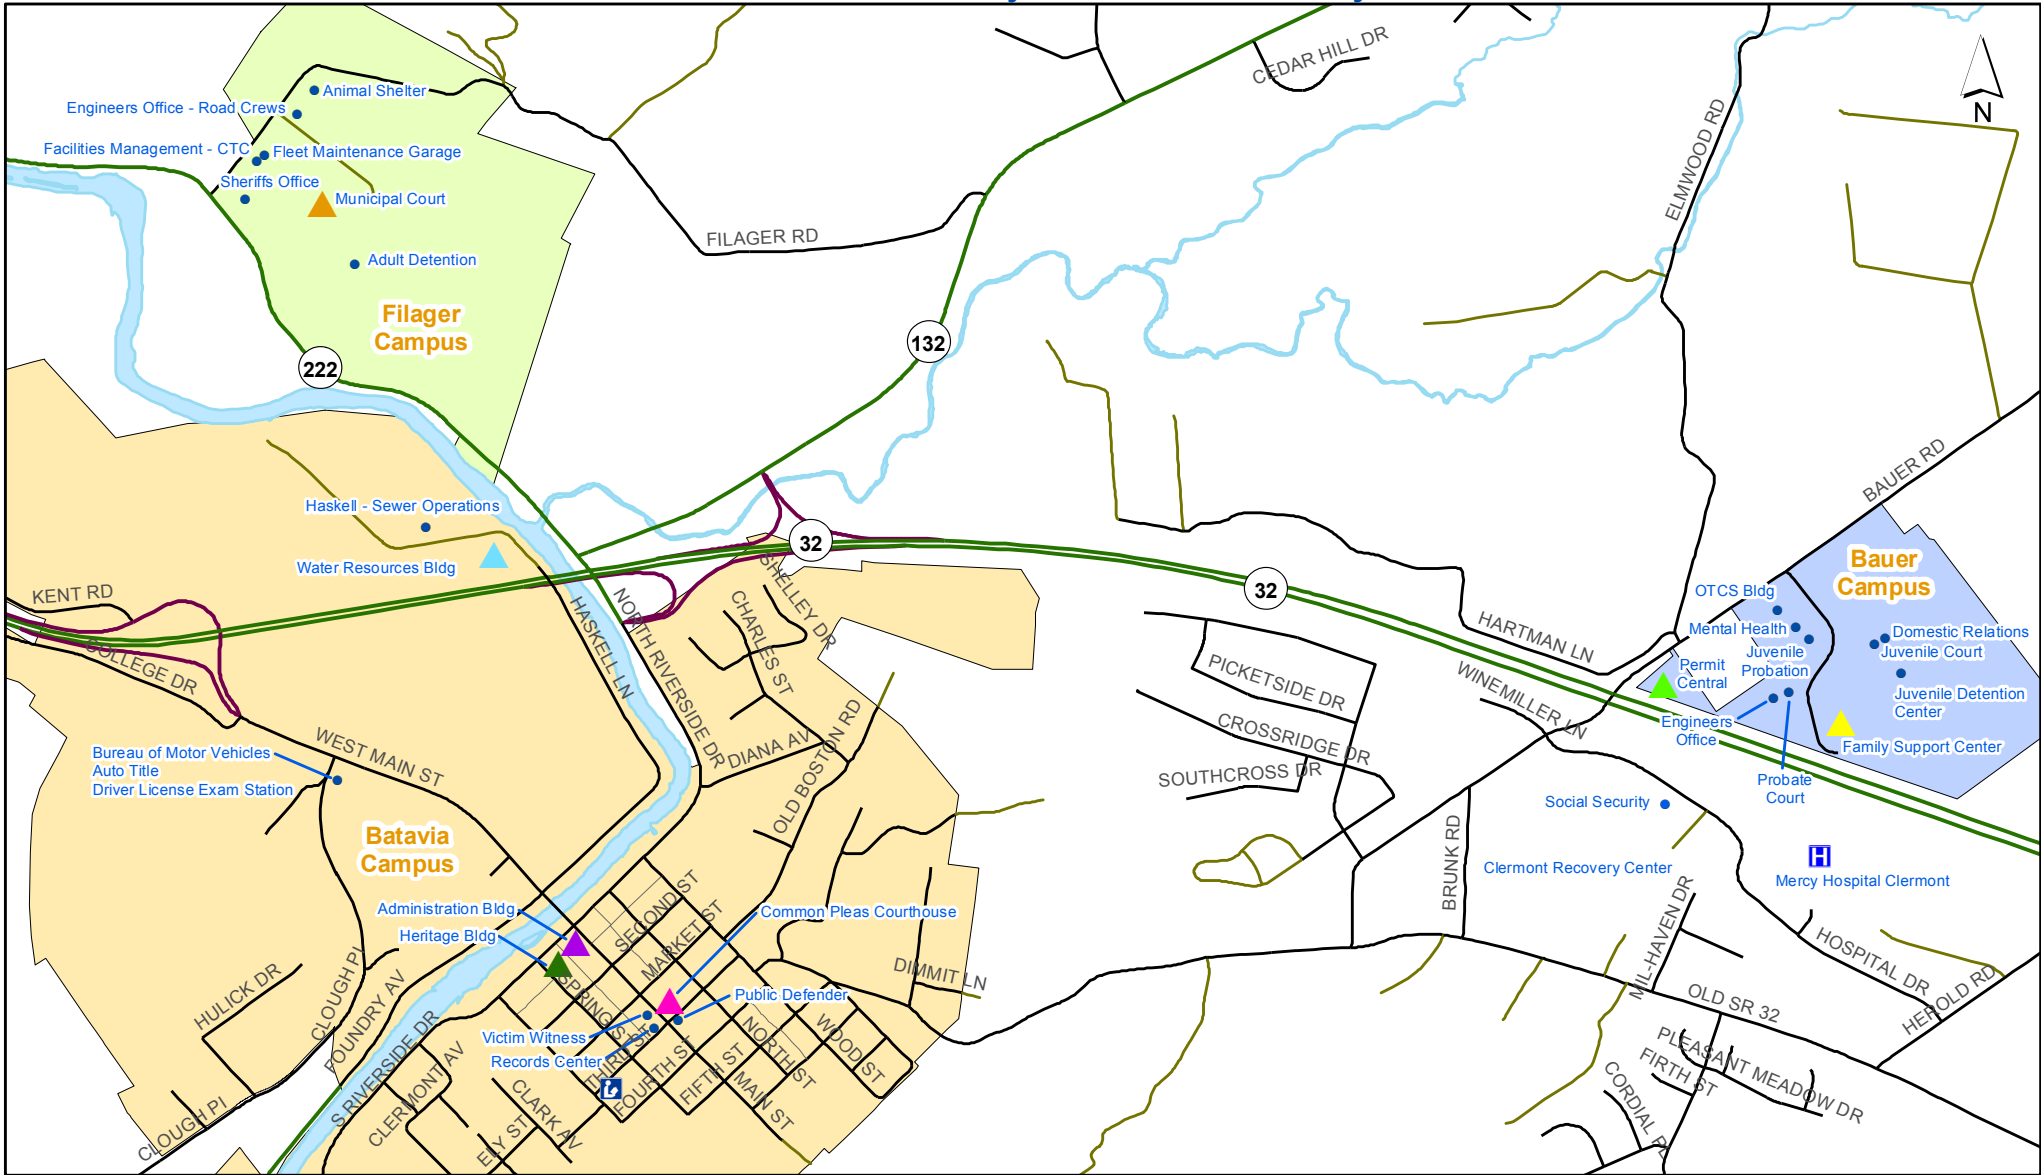 CEDAR HILL DR
N
Animal Shelter
Engineers Office - Road Crews
Facilities Management - CTC
Fleet Maintenance Garage
Sheriffs Office
Municipal Court
ELMWOOD RD
FILAGER RD
Adult Detention
Filager
Campus
132
222
BAUER RD
Haskell - Sewer Operations
32
Water Resources Bldg
Bauer
Campus
KENT RD
SHELLEY DR
CHARLES ST
32
OTCS Bldg
HASKELL LN
NORTH RIVERSIDE DR
HARTMAN LN
Mental Health
Domestic Relations
Juvenile Court
Juvenile
Probation
COLLEGE DR
PICKETSIDE DR
WINEMILLER LN
Permit
Central
Juvenile Detention
Center
CROSSRIDGE DR
Engineers
Office
Family Support Center
WEST MAIN ST
DIANA AV
OLD BOSTON RD
Bureau of Motor Vehicles
Auto Title
Driver License Exam Station
SOUTHCROSS DR
Probate
Court
Social Security
Batavia
Campus
BRUNK RD
Clermont Recovery Center
H
Mercy Hospital Clermont
Administration Bldg
Heritage Bldg
SECOND ST
MARKET ST
Common Pleas Courthouse
MIL-HAVEN DR
HOSPITAL DR
HEROLD RD
HULICK DR
CLOUGH PI
FOUNDRY AV
SPRING ST
DIMMIT LN
Public Defender
OLD SR 32
Victim Witness
Records Center
THIRD ST
FOURTH ST
FIFTH ST
NORTH ST
WOOD ST
MAIN ST
S RIVERSIDE DR
CLERMONT AV
CLARK AV
ELY ST
CLOUGH PI
PLEASANT MEADOW DR
FIRTH ST
CORDIAL PL